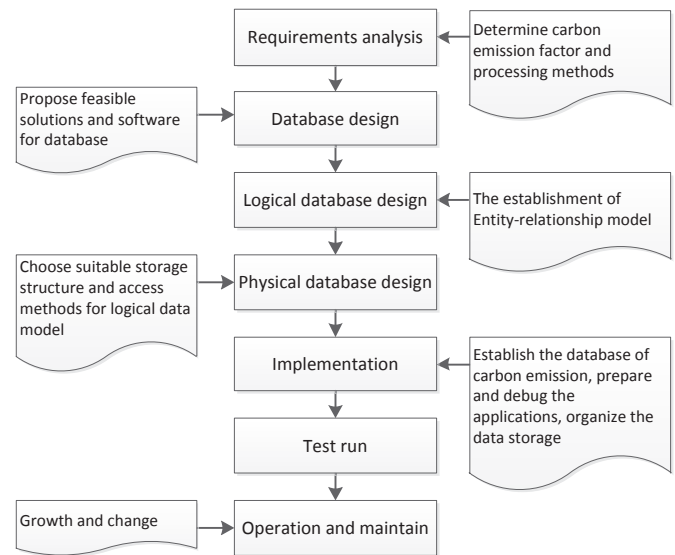 Requirements analysis
Determine carbon
emission factor and
processing methods
Propose feasible
solutions and software
for database
Database design
Logical database design
The establishment of
Entity-relationship model
Choose suitable storage
structure and access
methods for logical data
model
Physical database design
Implementation
Establish the database of
carbon emission, prepare
and debug the
applications, organize the
data storage
Test run
Growth and change
Operation and maintain